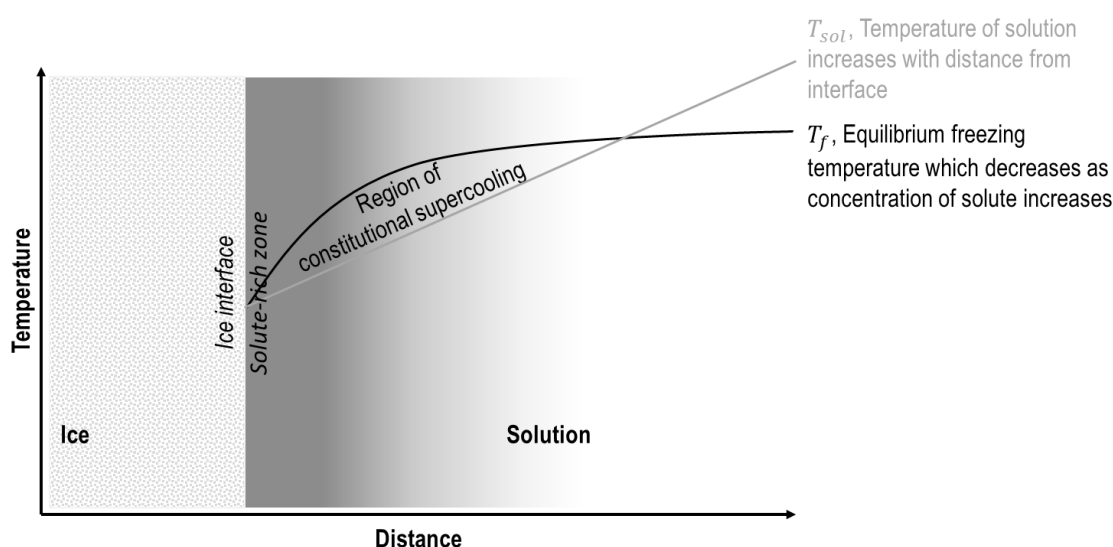 T_sol, Temperature of solution
increases with distance from
interface
T_f, Equilibrium freezing
temperature which decreases as
concentration of solute increases
Region of
constitutional supercooling
Ice interface
Solute-rich zone
Temperature
Ice
Solution
Distance